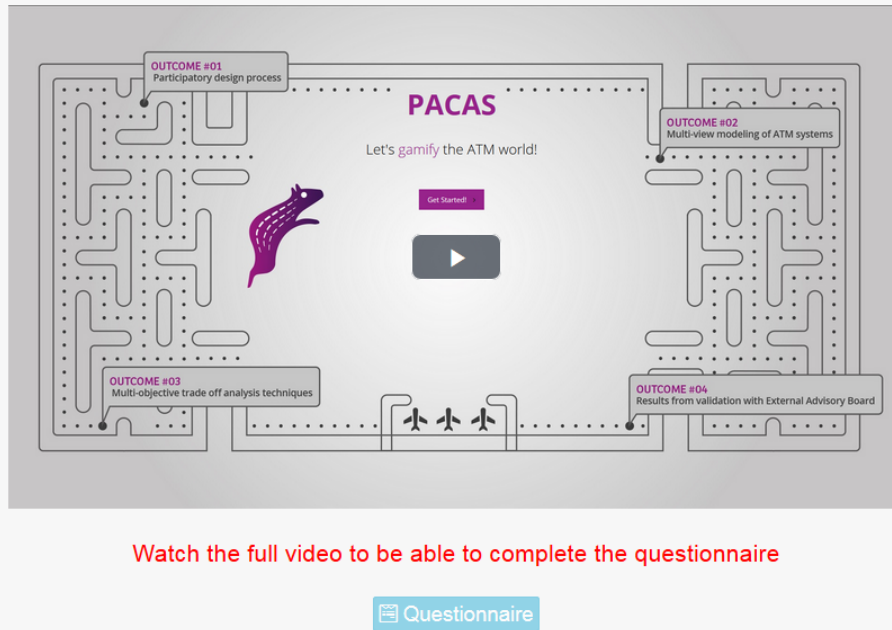 OUTCOME #01
Participatory design process
PACAS
OUTCOME #02
Multi-view modeling of ATM systems
Let's gamify the ATM world!
Get Started!
OUTCOME #03
Multi-objective trade off analysis techniques
OUTCOME #04
Results from validation with External Advisory Board
Watch the full video to be able to complete the questionnaire
Questionnaire